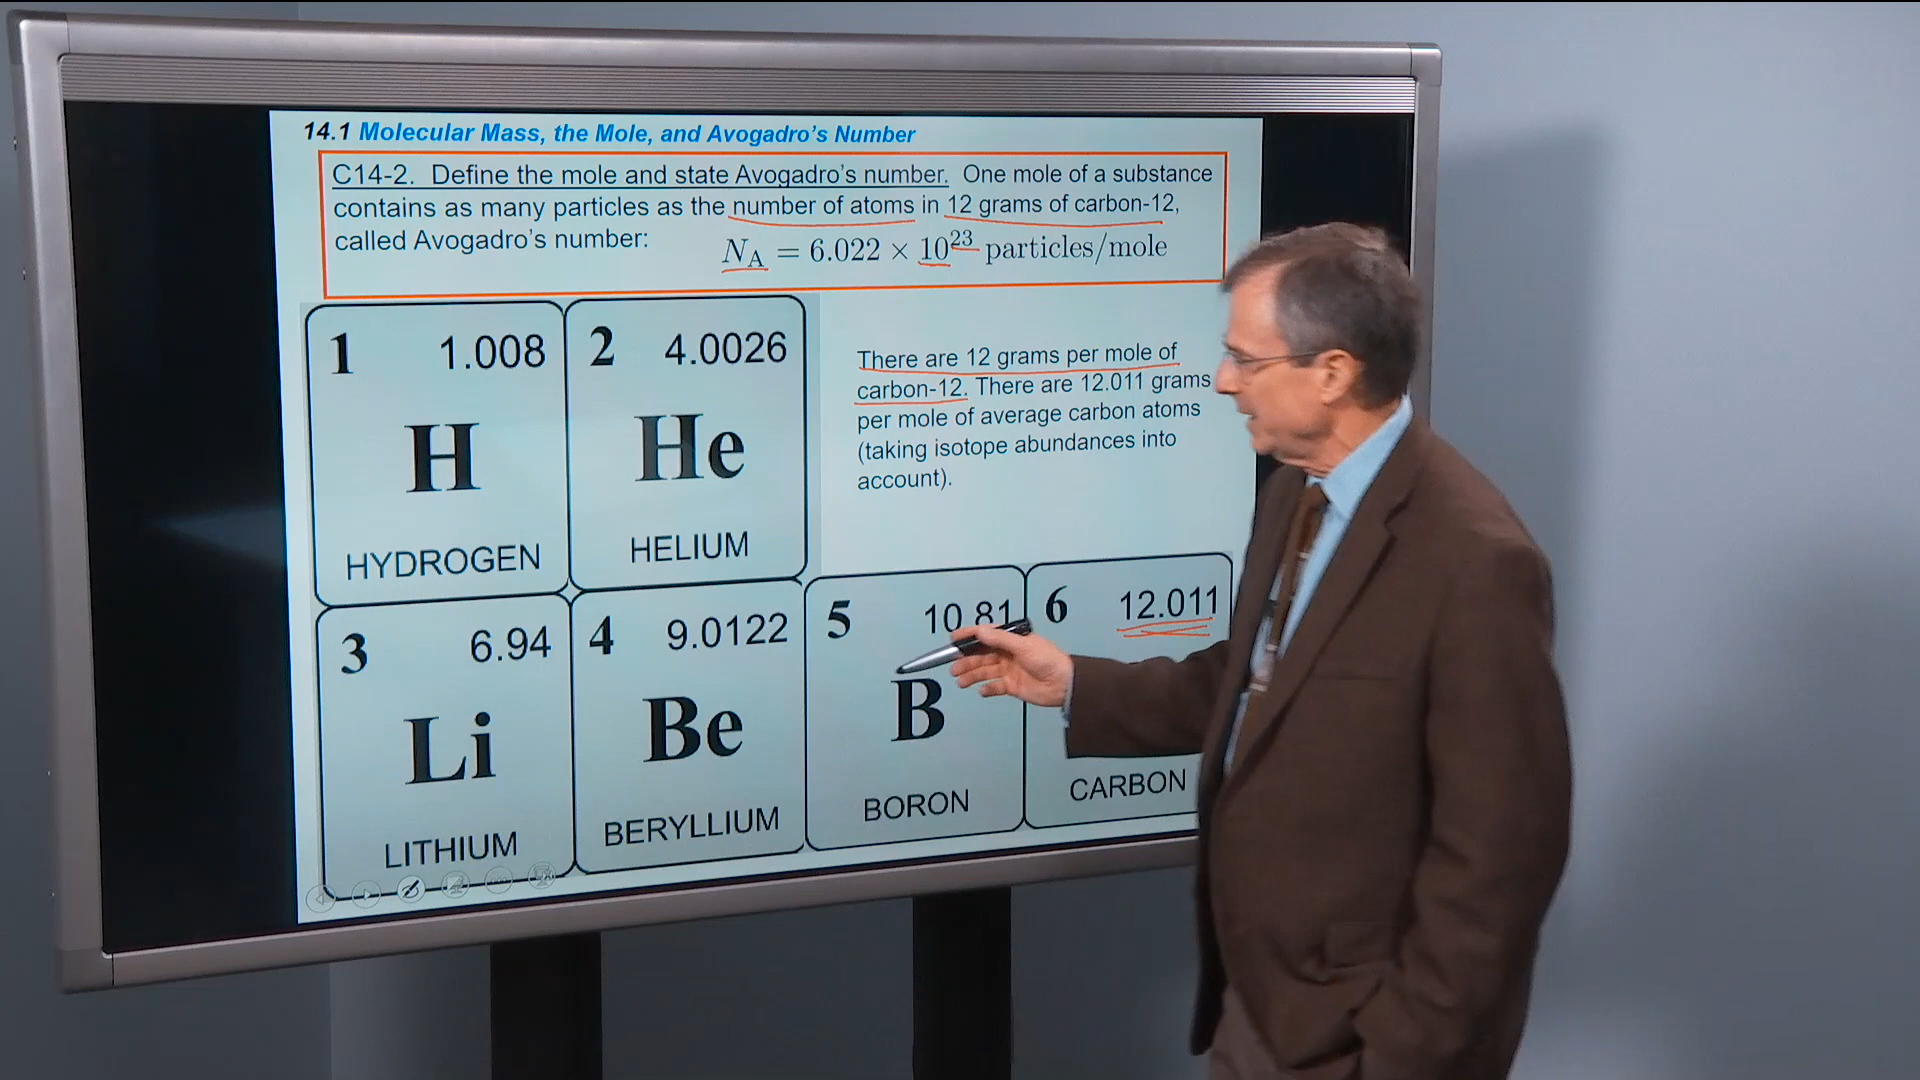 14.1 Molecular Mass, the Mole, and Avogadro's Number
C14-2. Define the mole and state Avogadro's number. One mole of a substance
contains as many particles as the number of atoms in 12 grams of carbon-12,
called Avogadro's number: N_A = 6.022 × 10^23 particles/mole
1 1.008
H
HYDROGEN
2 4.0026
He
HELIUM
There are 12 grams per mole of
carbon-12. There are 12.011 grams
per mole of average carbon atoms
(taking isotope abundances into
account).
3 6.94
Li
LITHIUM
4 9.0122
Be
BERYLLIUM
5 10.81
B
BORON
6 12.011
CARBON